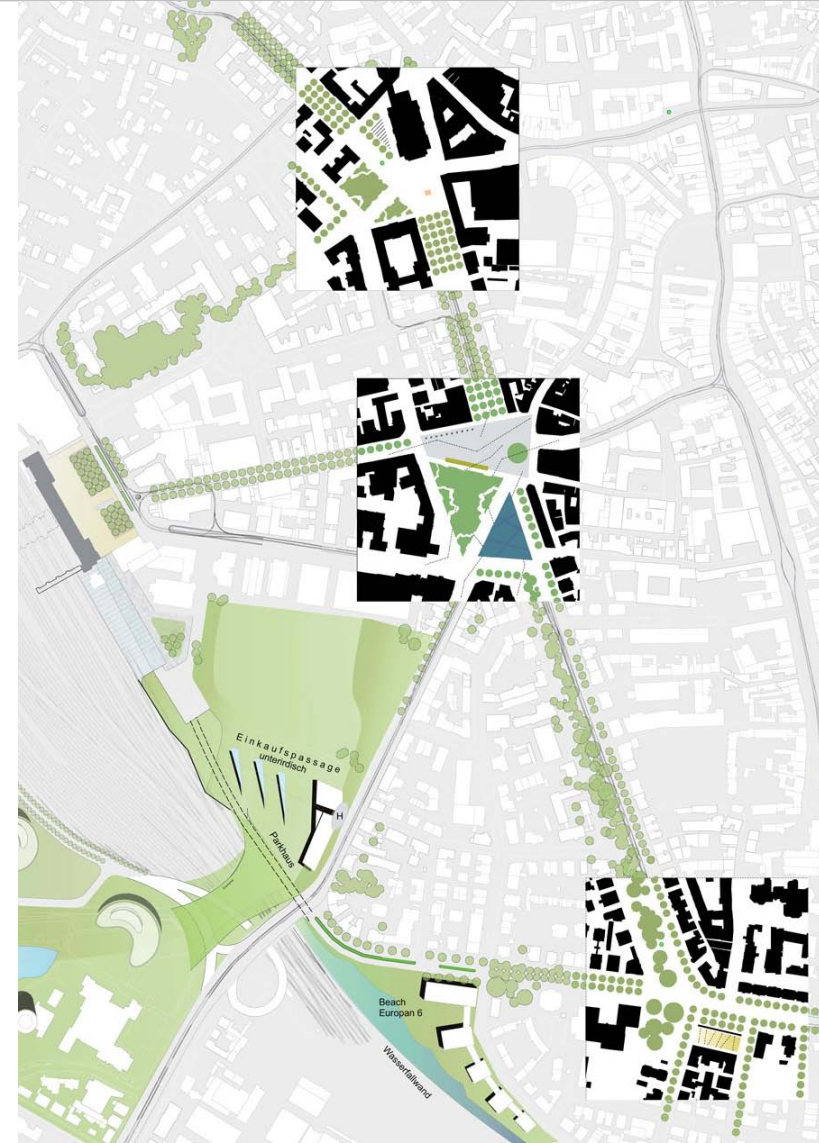 Einkaufspassage
unterirdisch
H
Parkhaus
Beach
Europan 6
Wasserfallwand